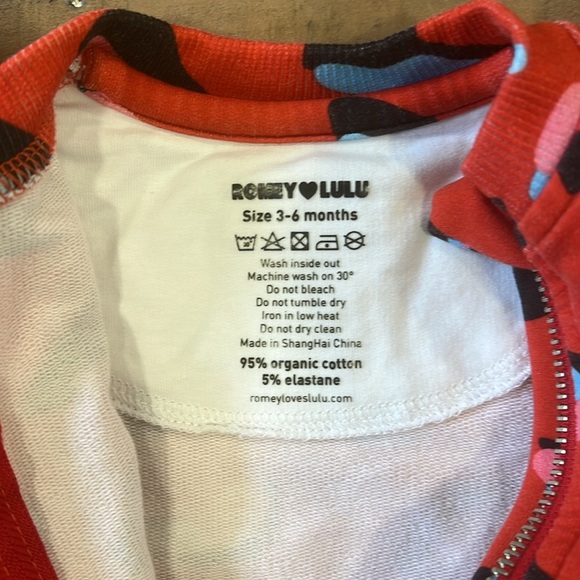 ROMEY♥LULU
Size 3-6 months
Wash inside out
Machine wash on 30°
Do not bleach
Do not tumble dry
Iron in low heat
Do not dry clean
Made in ShangHai China
95% organic cotton
5% elastane
romeyloveslulu.com